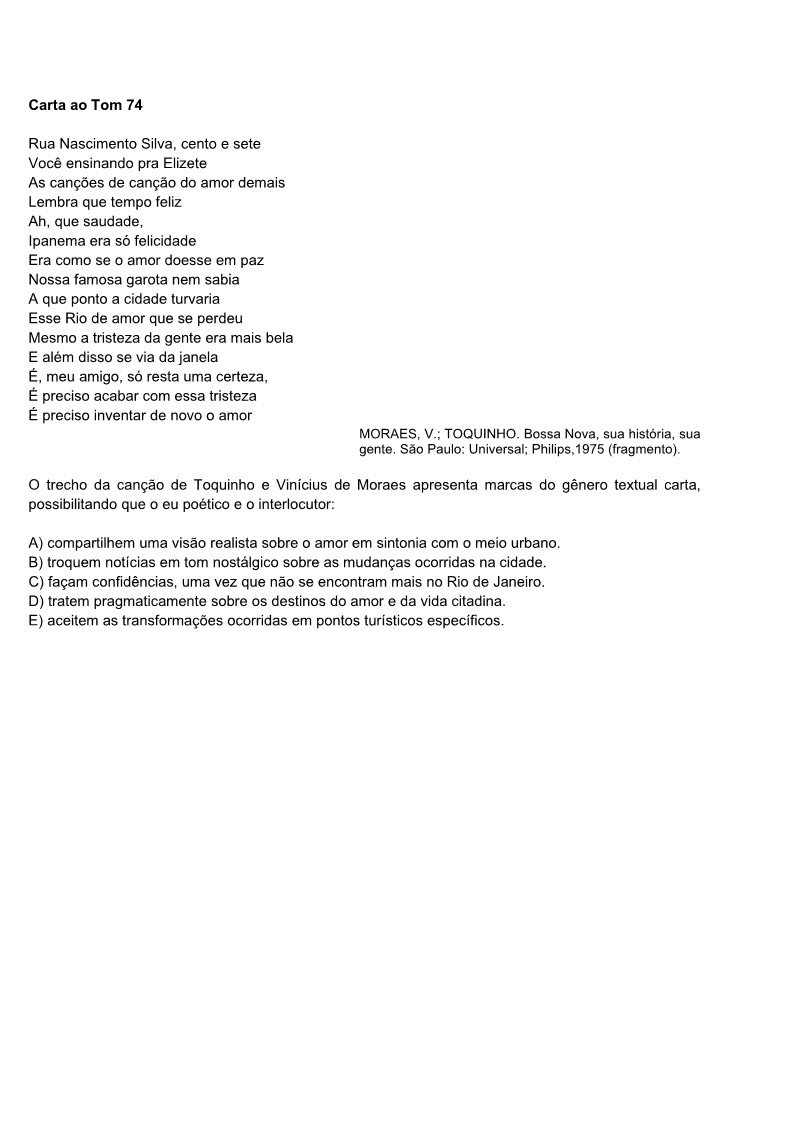 Carta ao Tom 74
Rua Nascimento Silva, cento e sete
Você ensinando pra Elizete
As canções de canção do amor demais
Lembra que tempo feliz
Ah, que saudade,
Ipanema era só felicidade
Era como se o amor doesse em paz
Nossa famosa garota nem sabia
A que ponto a cidade turvaria
Esse Rio de amor que se perdeu
Mesmo a tristeza da gente era mais bela
E além disso se via da janela
É, meu amigo, só resta uma certeza,
É preciso acabar com essa tristeza
É preciso inventar de novo o amor
MORAES, V.; TOQUINHO. Bossa Nova, sua história, sua
gente. São Paulo: Universal; Philips,1975 (fragmento).
O trecho da canção de Toquinho e Vinícius de Moraes apresenta marcas do gênero textual carta,
possibilitando que o eu poético e o interlocutor:
A) compartilhem uma visão realista sobre o amor em sintonia com o meio urbano.
B) troquem notícias em tom nostálgico sobre as mudanças ocorridas na cidade.
C) façam confidências, uma vez que não se encontram mais no Rio de Janeiro.
D) tratem pragmaticamente sobre os destinos do amor e da vida citadina.
E) aceitem as transformações ocorridas em pontos turísticos específicos.